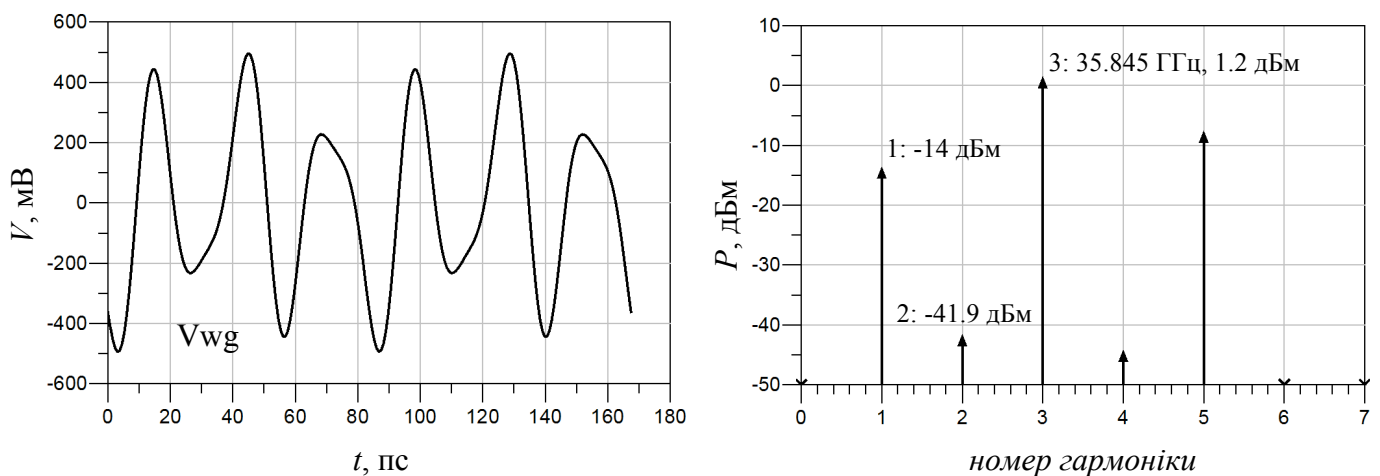 600
400
200
0
-200
-400
-600
V, мВ
Vwg
0 20 40 60 80 100 120 140 160 180
t, пс
10
0
-10
-20
-30
-40
-50
P, дБм
3: 35.845 ГГц, 1.2 дБм
1: -14 дБм
2: -41.9 дБм
0 1 2 3 4 5 6 7
номер гармоніки